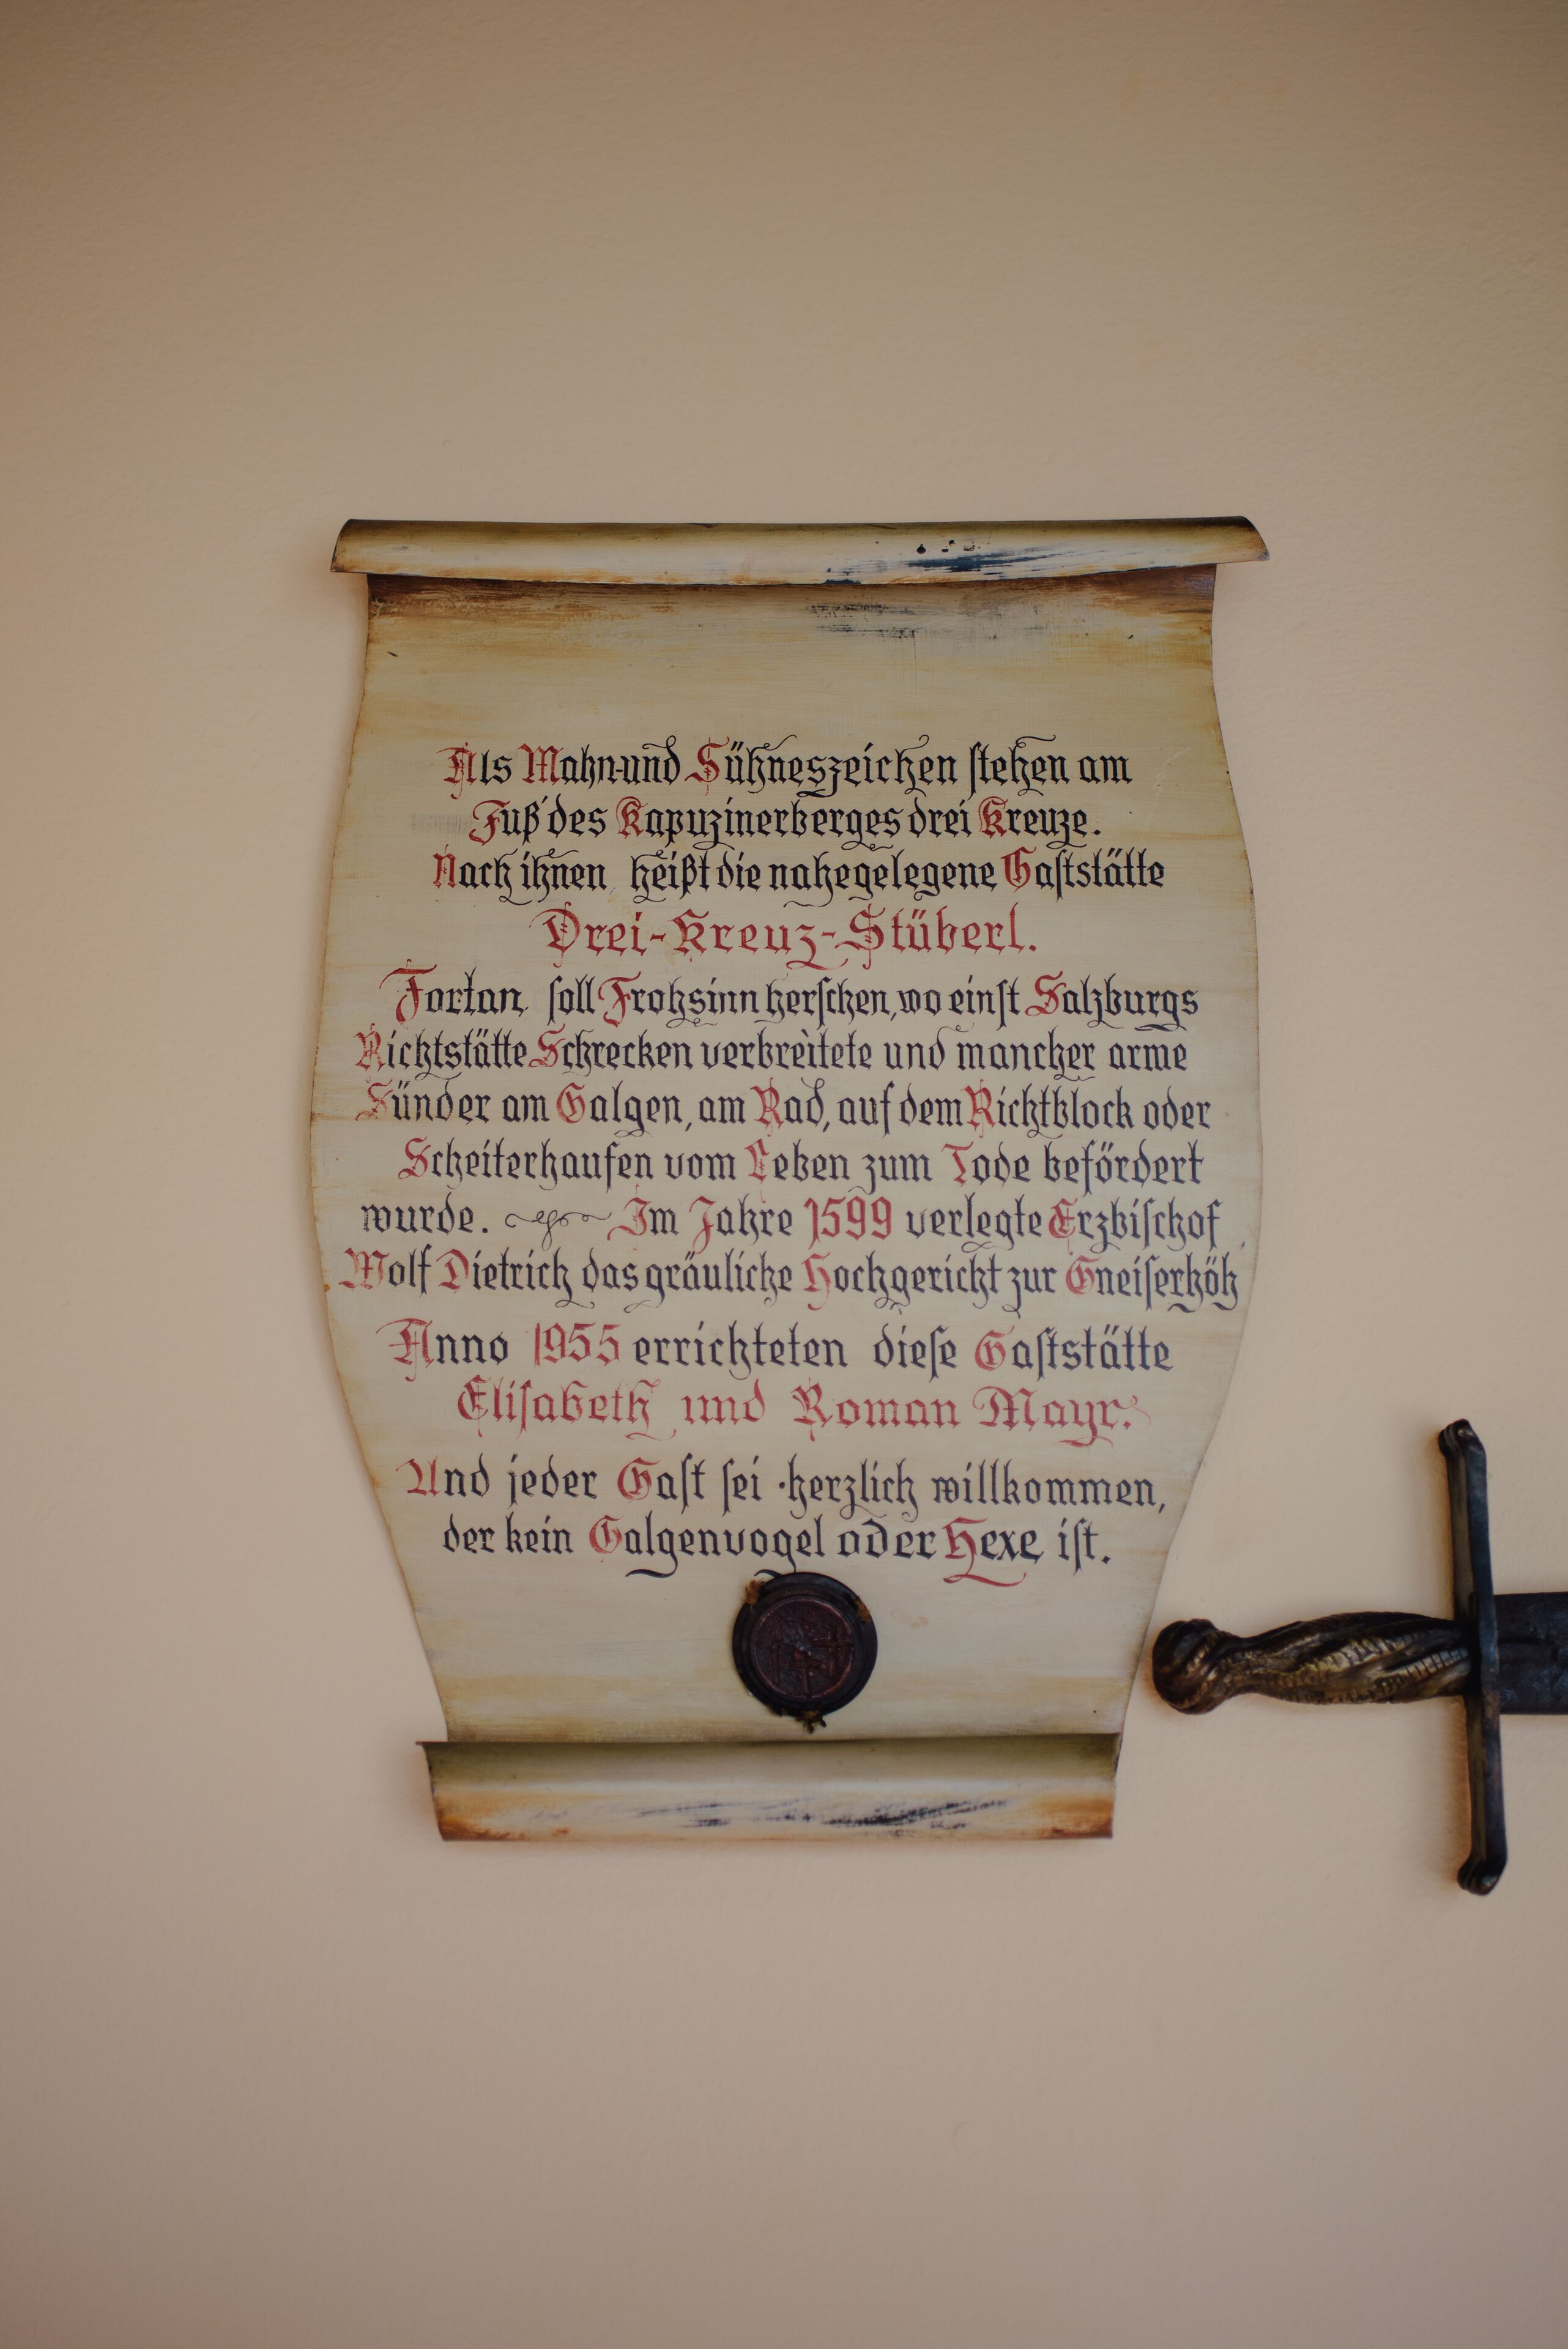 Als Mahn-und Sühneszeichen stehen am
Fuß des Kapuzinerberges drei Kreuze.
Nach ihnen heißt die nahegelegene Gaststätte
Drei-Kreuz-Stüberl.
Fortan soll Frohsinn herschen, wo einst Salzburgs
Richtstätte Schrecken verbreitete und mancher arme
Sünder am Galgen, am Rad, auf dem Richtblock oder
Scheiterhaufen vom Leben zum Tode befördert
wurde. Im Jahre 1599 verlegte Erzbischof
Wolf Dietrich das gräuliche Hochgericht zur Gneiserhöh
Anno 1955 errichteten diese Gaststätte
Elisabeth und Roman Mayr.
Und jeder Gast sei herzlich willkommen,
der kein Galgenvogel oder Hexe ist.